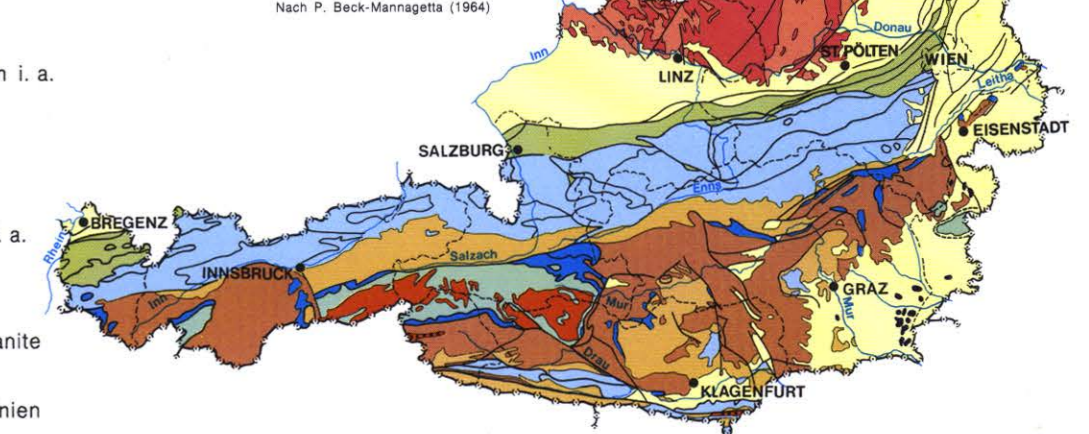 Nach P. Beck-Mannagetta (1964)
Donau
Inn
ST. PÖLTEN
WIEN
LINZ
n i. a.
Leitha
EISENSTADT
SALZBURG
Enns
BREGENZ
a.
Rhein
Salzach
INNSBRUCK
Inn
Mur
GRAZ
Mur
anite
Drau
KLAGENFURT
nien